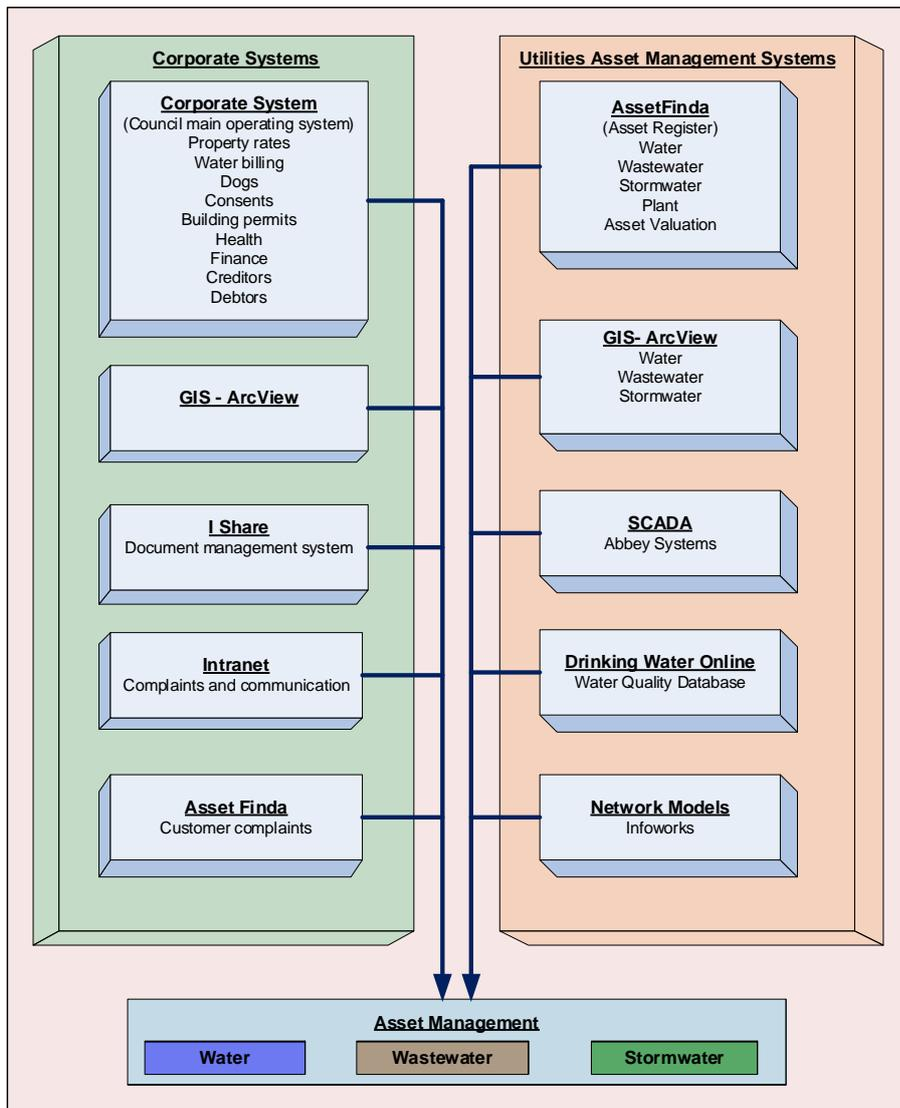 Corporate Systems
Corporate System
(Council main operating system)
Property rates
Water billing
Dogs
Consents
Building permits
Health
Finance
Creditors
Debtors
GIS - ArcView
I Share
Document management system
Intranet
Complaints and communication
Asset Finda
Customer complaints
Utilities Asset Management Systems
AssetFinda
(Asset Register)
Water
Wastewater
Stormwater
Plant
Asset Valuation
GIS- ArcView
Water
Wastewater
Stormwater
SCADA
Abbey Systems
Drinking Water Online
Water Quality Database
Network Models
Infoworks
Asset Management
Water
Wastewater
Stormwater